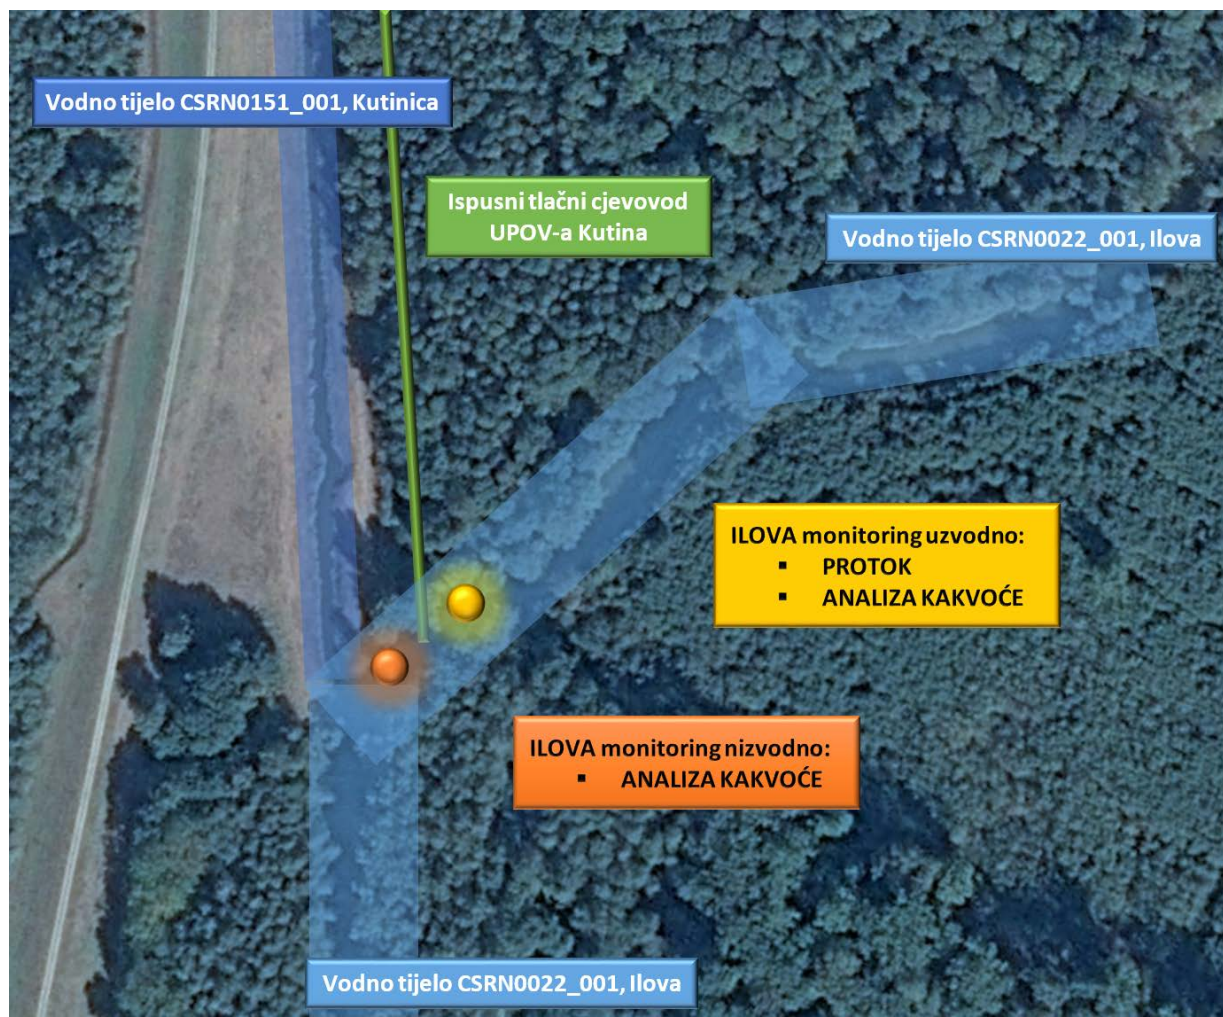 Vodno tijelo CSRN0151_001, Kutinica
Ispusni tlačni cjevovod
UPOV-a Kutina
Vodno tijelo CSRN0022_001, Ilova
ILOVA monitoring uzvodno:
▪ PROTOK
▪ ANALIZA KAKVOĆE
ILOVA monitoring nizvodno:
▪ ANALIZA KAKVOĆE
Vodno tijelo CSRN0022_001, Ilova